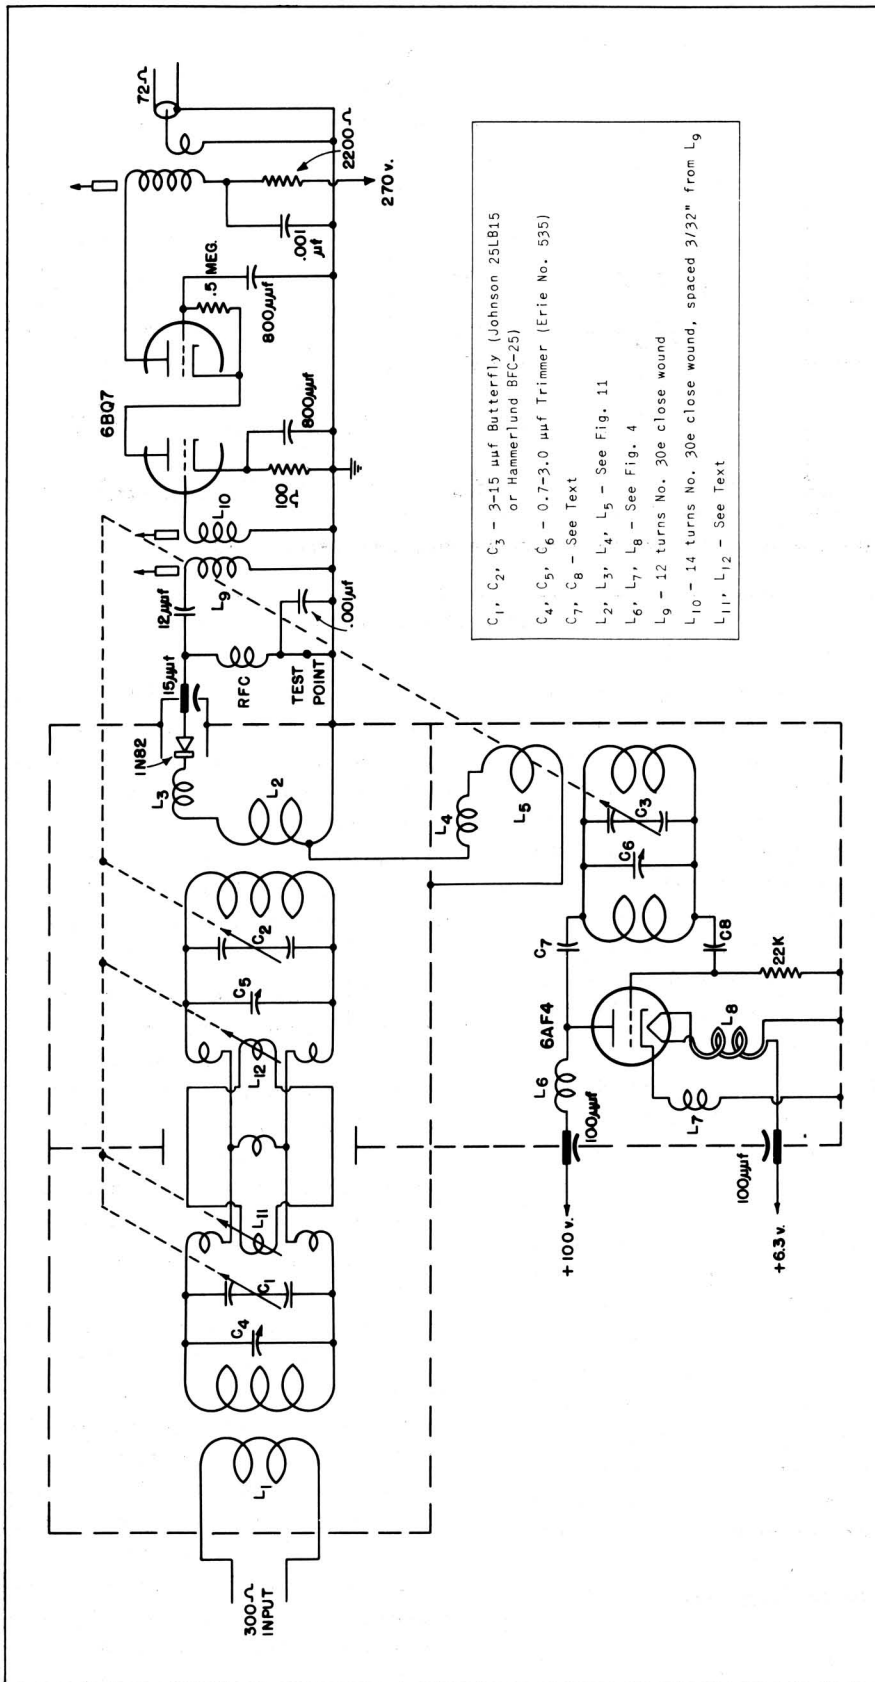 300Ω
INPUT
L1
C4
C1
L11
L12
C5
C2
L3
L2
1N82
15µµf
12µµf
RFC
TEST
POINT
.001µf
L9
L10
100
Ω
800µµf
6BQ7
.5 MEG.
800µµf
.001
µf
2200Ω
270 v.
72Ω
L4
L5
C7
C6
C3
C8
22K
6AF4
L6
L7
L8
100µµf
100µµf
+100 v.
+6.3 v.
C1, C2, C3 - 3-15 µµf Butterfly (Johnson 25LB15
or Hammerlund BFC-25)
C4, C5, C6 - 0.7-3.0 µµf Trimmer (Erie No. 535)
C7, C8 - See Text
L2, L3, L4, L5 - See Fig. 11
L6, L7, L8 - See Fig. 4
L9 - 12 turns No. 30e close wound
L10 - 14 turns No. 30e close wound, spaced 3/32" from L9
L11, L12 - See Text